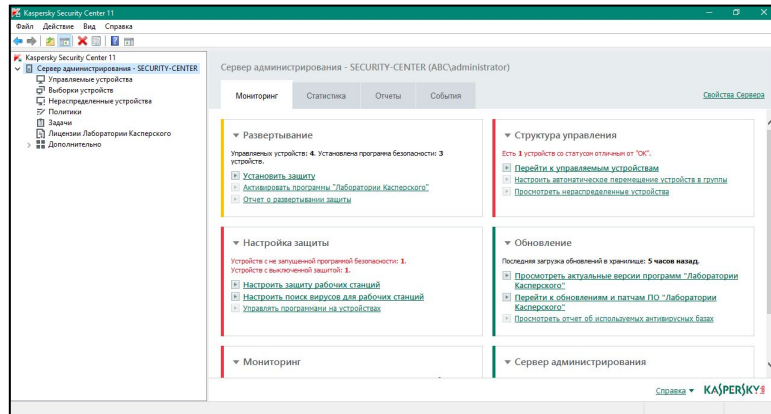 Kaspersky Security Center 11
Файл Действие Вид Справка
Kaspersky Security Center 11
Сервер администрирования - SECURITY-CENTER
Управляемые устройства
Выборки устройств
Нераспределенные устройства
Политики
Задачи
Лицензии Лаборатории Касперского
Дополнительно
Сервер администрирования - SECURITY-CENTER (ABC\administrator)
Мониторинг Статистика Отчеты События
Свойства Сервера
Развертывание
Управляемых устройств: 4. Установлена программа безопасности: 3
устройств.
Установить защиту
Активировать программы "Лаборатории Касперского"
Отчет о развертывании защиты
Структура управления
Есть 1 устройств со статусом отличным от "ОК".
Перейти к управляемым устройствам
Настроить автоматическое перемещение устройств в группы
Просмотреть нераспределенные устройства
Настройка защиты
Устройств с не запущенной программой безопасности: 1.
Устройств с выключенной защитой: 1.
Настроить защиту рабочих станций
Настроить поиск вирусов для рабочих станций
Управлять программами на устройствах
Обновление
Последняя загрузка обновлений в хранилище: 5 часов назад.
Просмотреть актуальные версии программ "Лаборатории
Касперского"
Перейти к обновлениям и патчам ПО "Лаборатории
Касперского"
Просмотреть отчет об используемых антивирусных базах
Мониторинг
Сервер администрирования
Справка
KASPERSKY